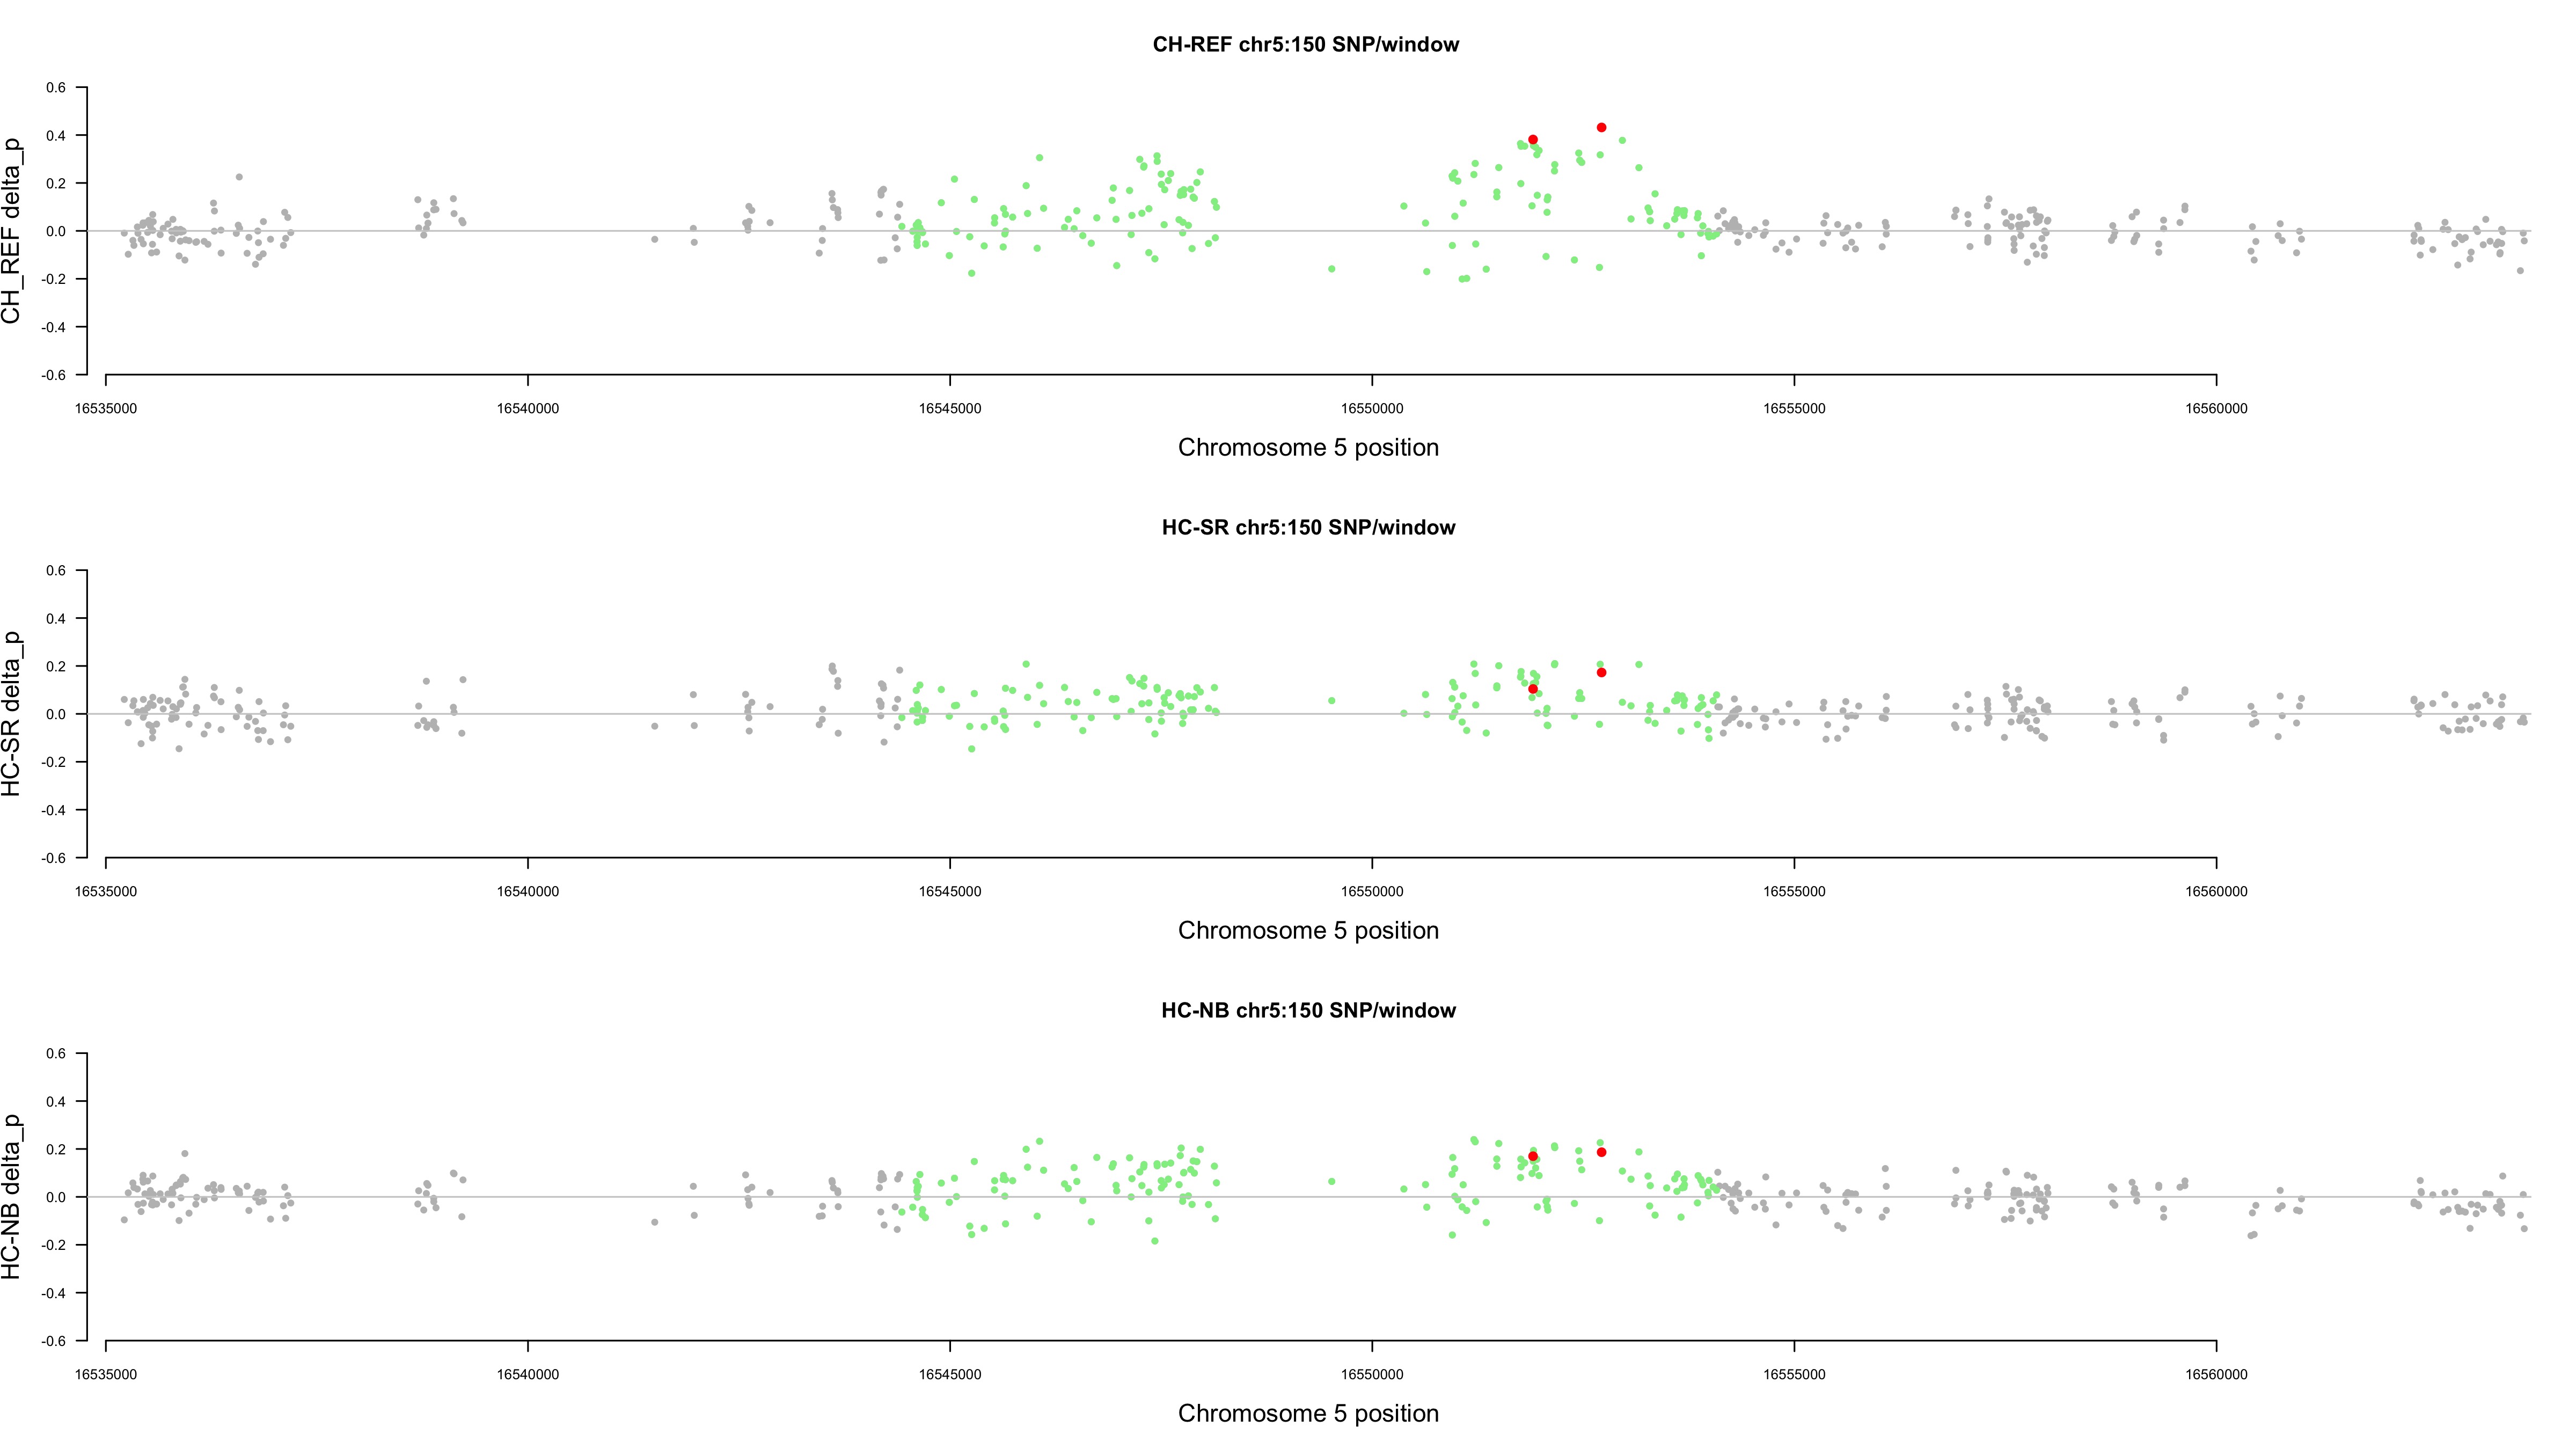 CH-REF chr5:150 SNP/window
CH_REF delta_p
0.6
0.4
0.2
0.0
-0.2
-0.4
-0.6
16535000 16540000 16545000 16550000 16555000 16560000
Chromosome 5 position
HC-SR chr5:150 SNP/window
HC-SR delta_p
0.6
0.4
0.2
0.0
-0.2
-0.4
-0.6
16535000 16540000 16545000 16550000 16555000 16560000
Chromosome 5 position
HC-NB chr5:150 SNP/window
HC-NB delta_p
0.6
0.4
0.2
0.0
-0.2
-0.4
-0.6
16535000 16540000 16545000 16550000 16555000 16560000
Chromosome 5 position